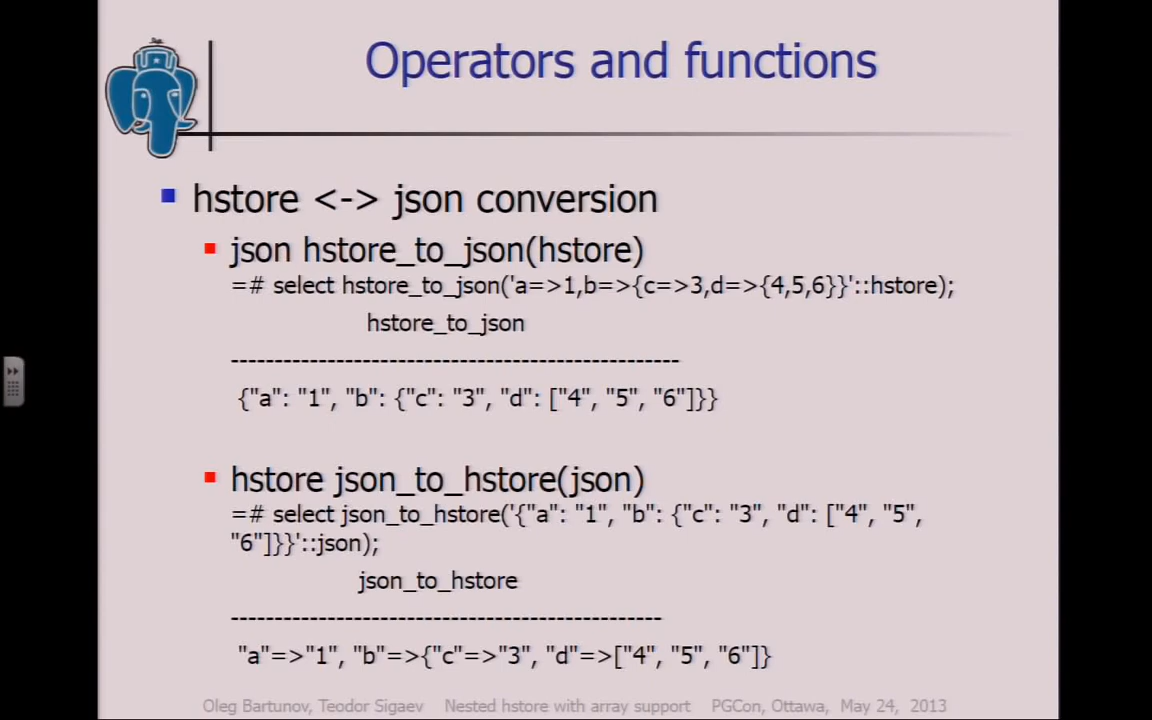 Operators and functions
hstore <-> json conversion
json hstore_to_json(hstore)
=# select hstore_to_json('a=>1,b=>{c=>3,d=>{4,5,6}}'::hstore);
hstore_to_json
---------------------------------------------------
{"a": "1", "b": {"c": "3", "d": ["4", "5", "6"]}}
hstore json_to_hstore(json)
=# select json_to_hstore('{"a": "1", "b": {"c": "3", "d": ["4", "5",
"6"]}}'::json);
json_to_hstore
-------------------------------------------------
"a"=>"1", "b"=>{"c"=>"3", "d"=>["4", "5", "6"]}
Oleg Bartunov, Teodor Sigaev Nested hstore with array support PGCon, Ottawa, May 24, 2013